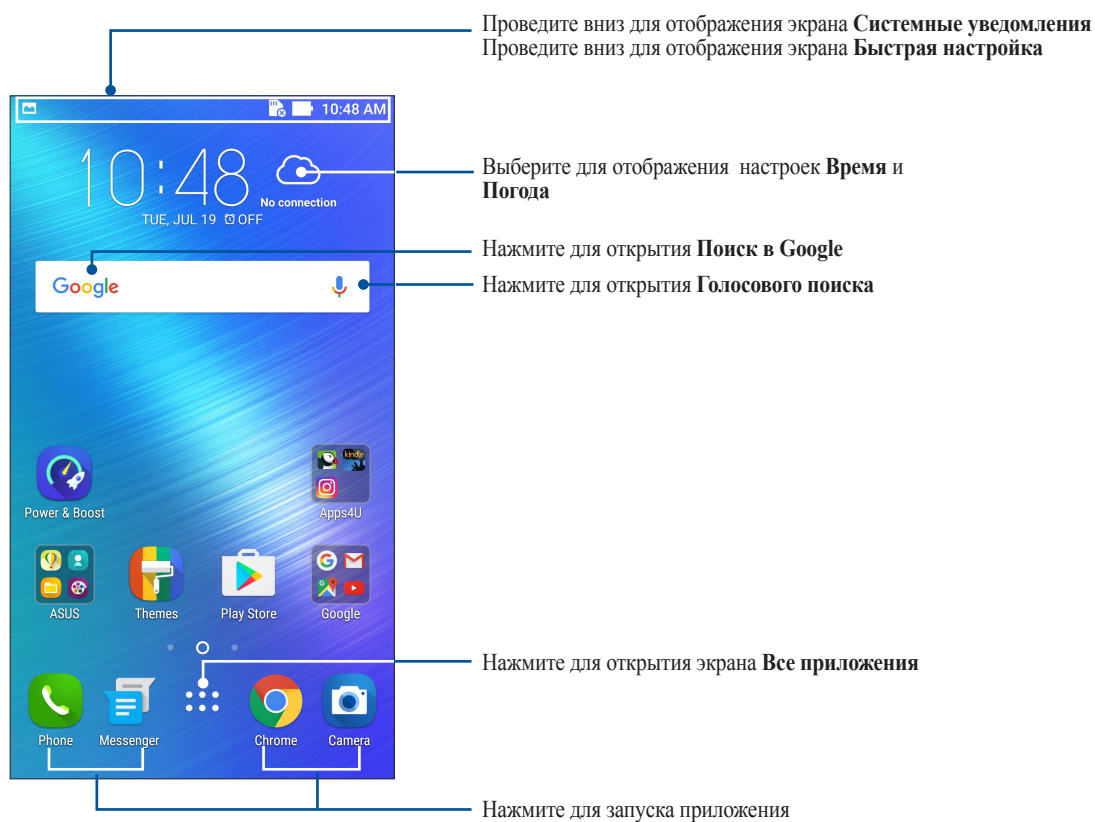 Проведите вниз для отображения экрана Системные уведомления
Проведите вниз для отображения экрана Быстрая настройка
10:48 AM
10:48
No connection
TUE, JUL 19 OFF
Выберите для отображения настроек Время и
Погода
Нажмите для открытия Поиск в Google
Google
Нажмите для открытия Голосового поиска
kindle
Power & Boost
Apps4U
ASUS
Themes
Play Store
Google
Нажмите для открытия экрана Все приложения
Phone
Messenger
Chrome
Camera
Нажмите для запуска приложения